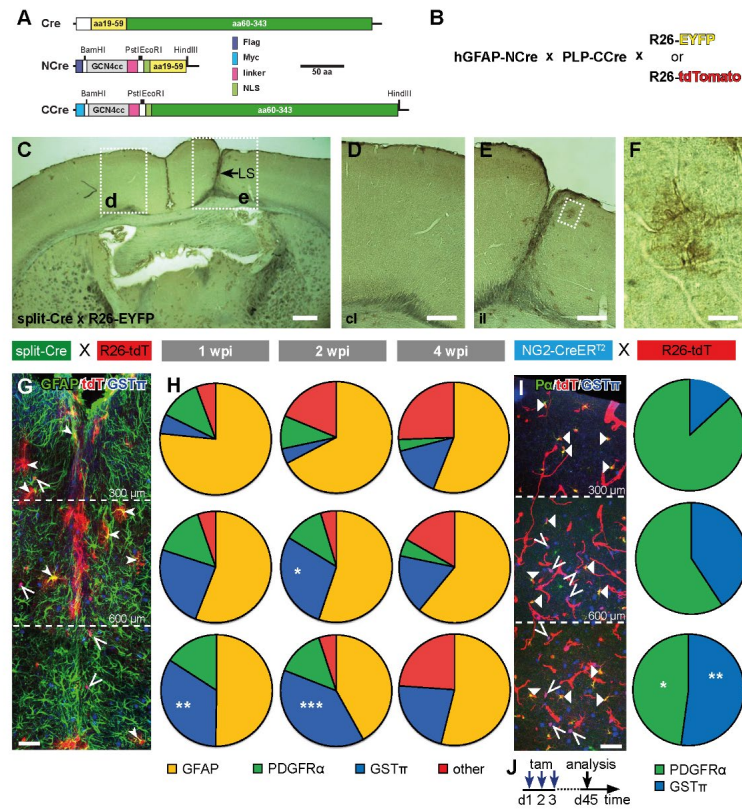 A
Cre
aa19-59
aa60-343
NCre
BamHI
PstI EcoRI
HindIII
GCN4cc
aa19-59
Flag
Myc
linker
NLS
50 aa
CCre
BamHI
PstI EcoRI
HindIII
GCN4cc
aa60-343
B
hGFAP-NCre x PLP-CCre x
R26-EYFP
or
R26-tdTomato
C
LS
d
e
split-Cre x R26-EYFP
D
cl
E
il
F
split-Cre X R26-tdT
1 wpi
2 wpi
4 wpi
NG2-CreERT2 X R26-tdT
G
GFAP/tdT/GSTπ
300 µm
600 µm
H
*
**
***
GFAP
PDGFRα
GSTπ
other
I
Pα/tdT/GSTπ
300 µm
600 µm
*
**
J
tam
analysis
d1 2 3
d45
time
PDGFRα
GSTπ